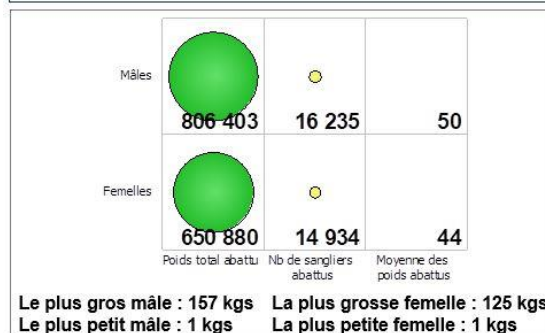 Mâles
806 403 16 235 50
Femelles
650 880 14 934 44
Poids total abattu Nb de sangliers abattus Moyenne des poids abattus
Le plus gros mâle : 157 kgs La plus grosse femelle : 125 kgs
Le plus petit mâle : 1 kgs La plus petite femelle : 1 kgs